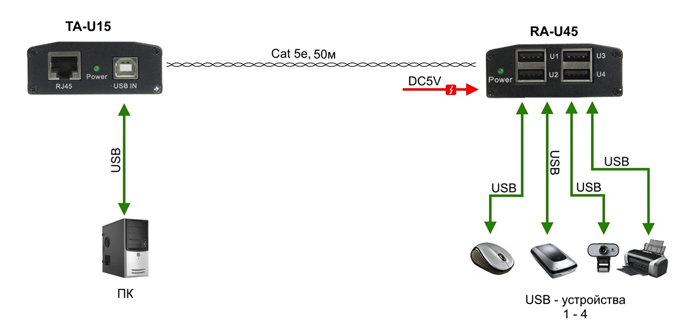 TA-U15
RA-U45
Cat 5e, 50м
RJ45
Power
USB IN
DC5V
Power
U1
U3
U2
U4
USB
USB
USB
USB
USB
ПК
USB - устройства
1 - 4